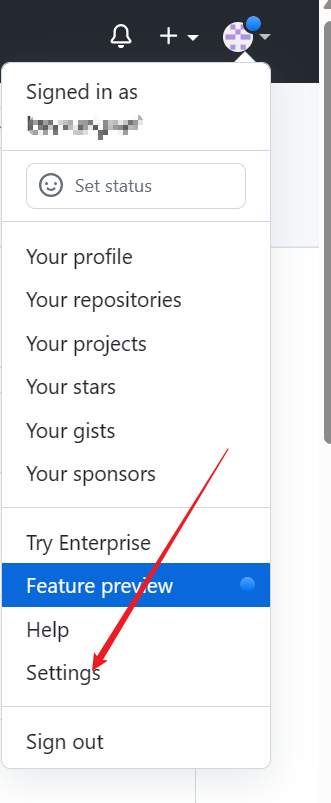 Signed in as
Set status
Your profile
Your repositories
Your projects
Your stars
Your gists
Your sponsors
Try Enterprise
Feature preview
Help
Settings
Sign out